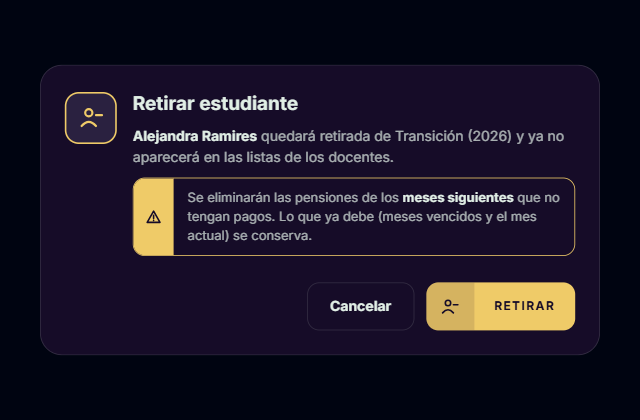 Retirar estudiante
Alejandra Ramires quedará retirada de Transición (2026) y ya no
aparecerá en las listas de los docentes.
Se eliminarán las pensiones de los meses siguientes que no
tengan pagos. Lo que ya debe (meses vencidos y el mes
actual) se conserva.
Cancelar
RETIRAR